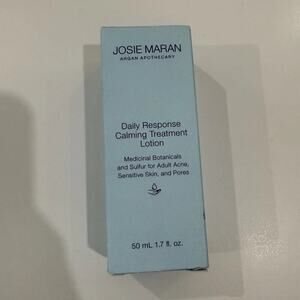 JOSIE MARAN
ARGAN APOTHECARY
Daily Response
Calming Treatment
Lotion
Medicinal Botanicals
and Sulfur for Adult Acne,
Sensitive Skin, and Pores
50 mL 1.7 fl. oz.